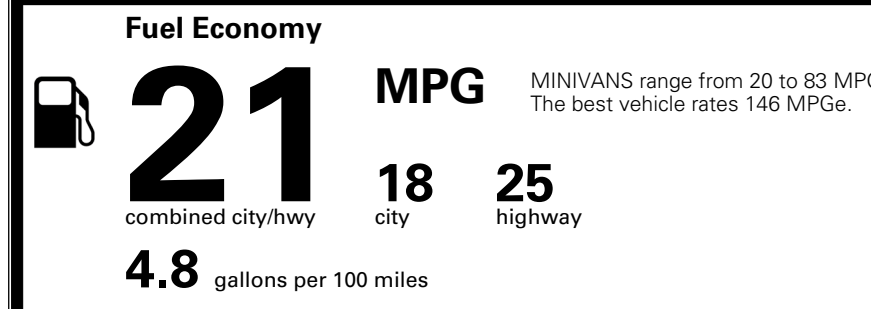 Fuel Economy
21 MPG
MINIVANS range from 20 to 83 MPG
The best vehicle rates 146 MPGe.
18 25
combined city/hwy city highway
4.8 gallons per 100 miles